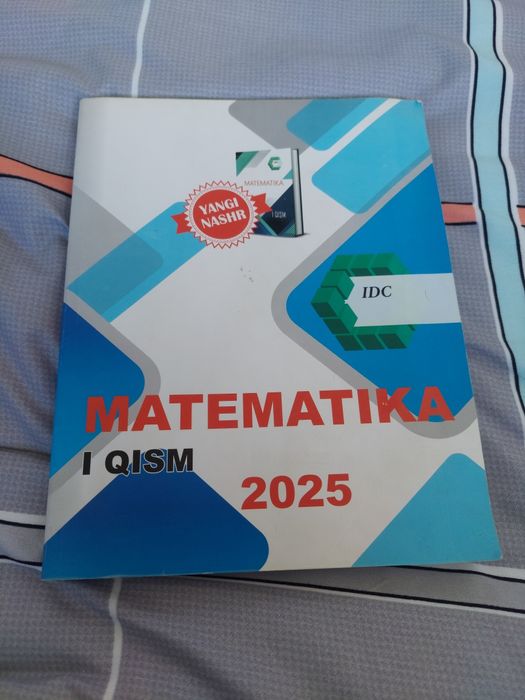 MATEMATIKA
I QISM
YANGI
NASHR
IDC
MATEMATIKA
I QISM
2025